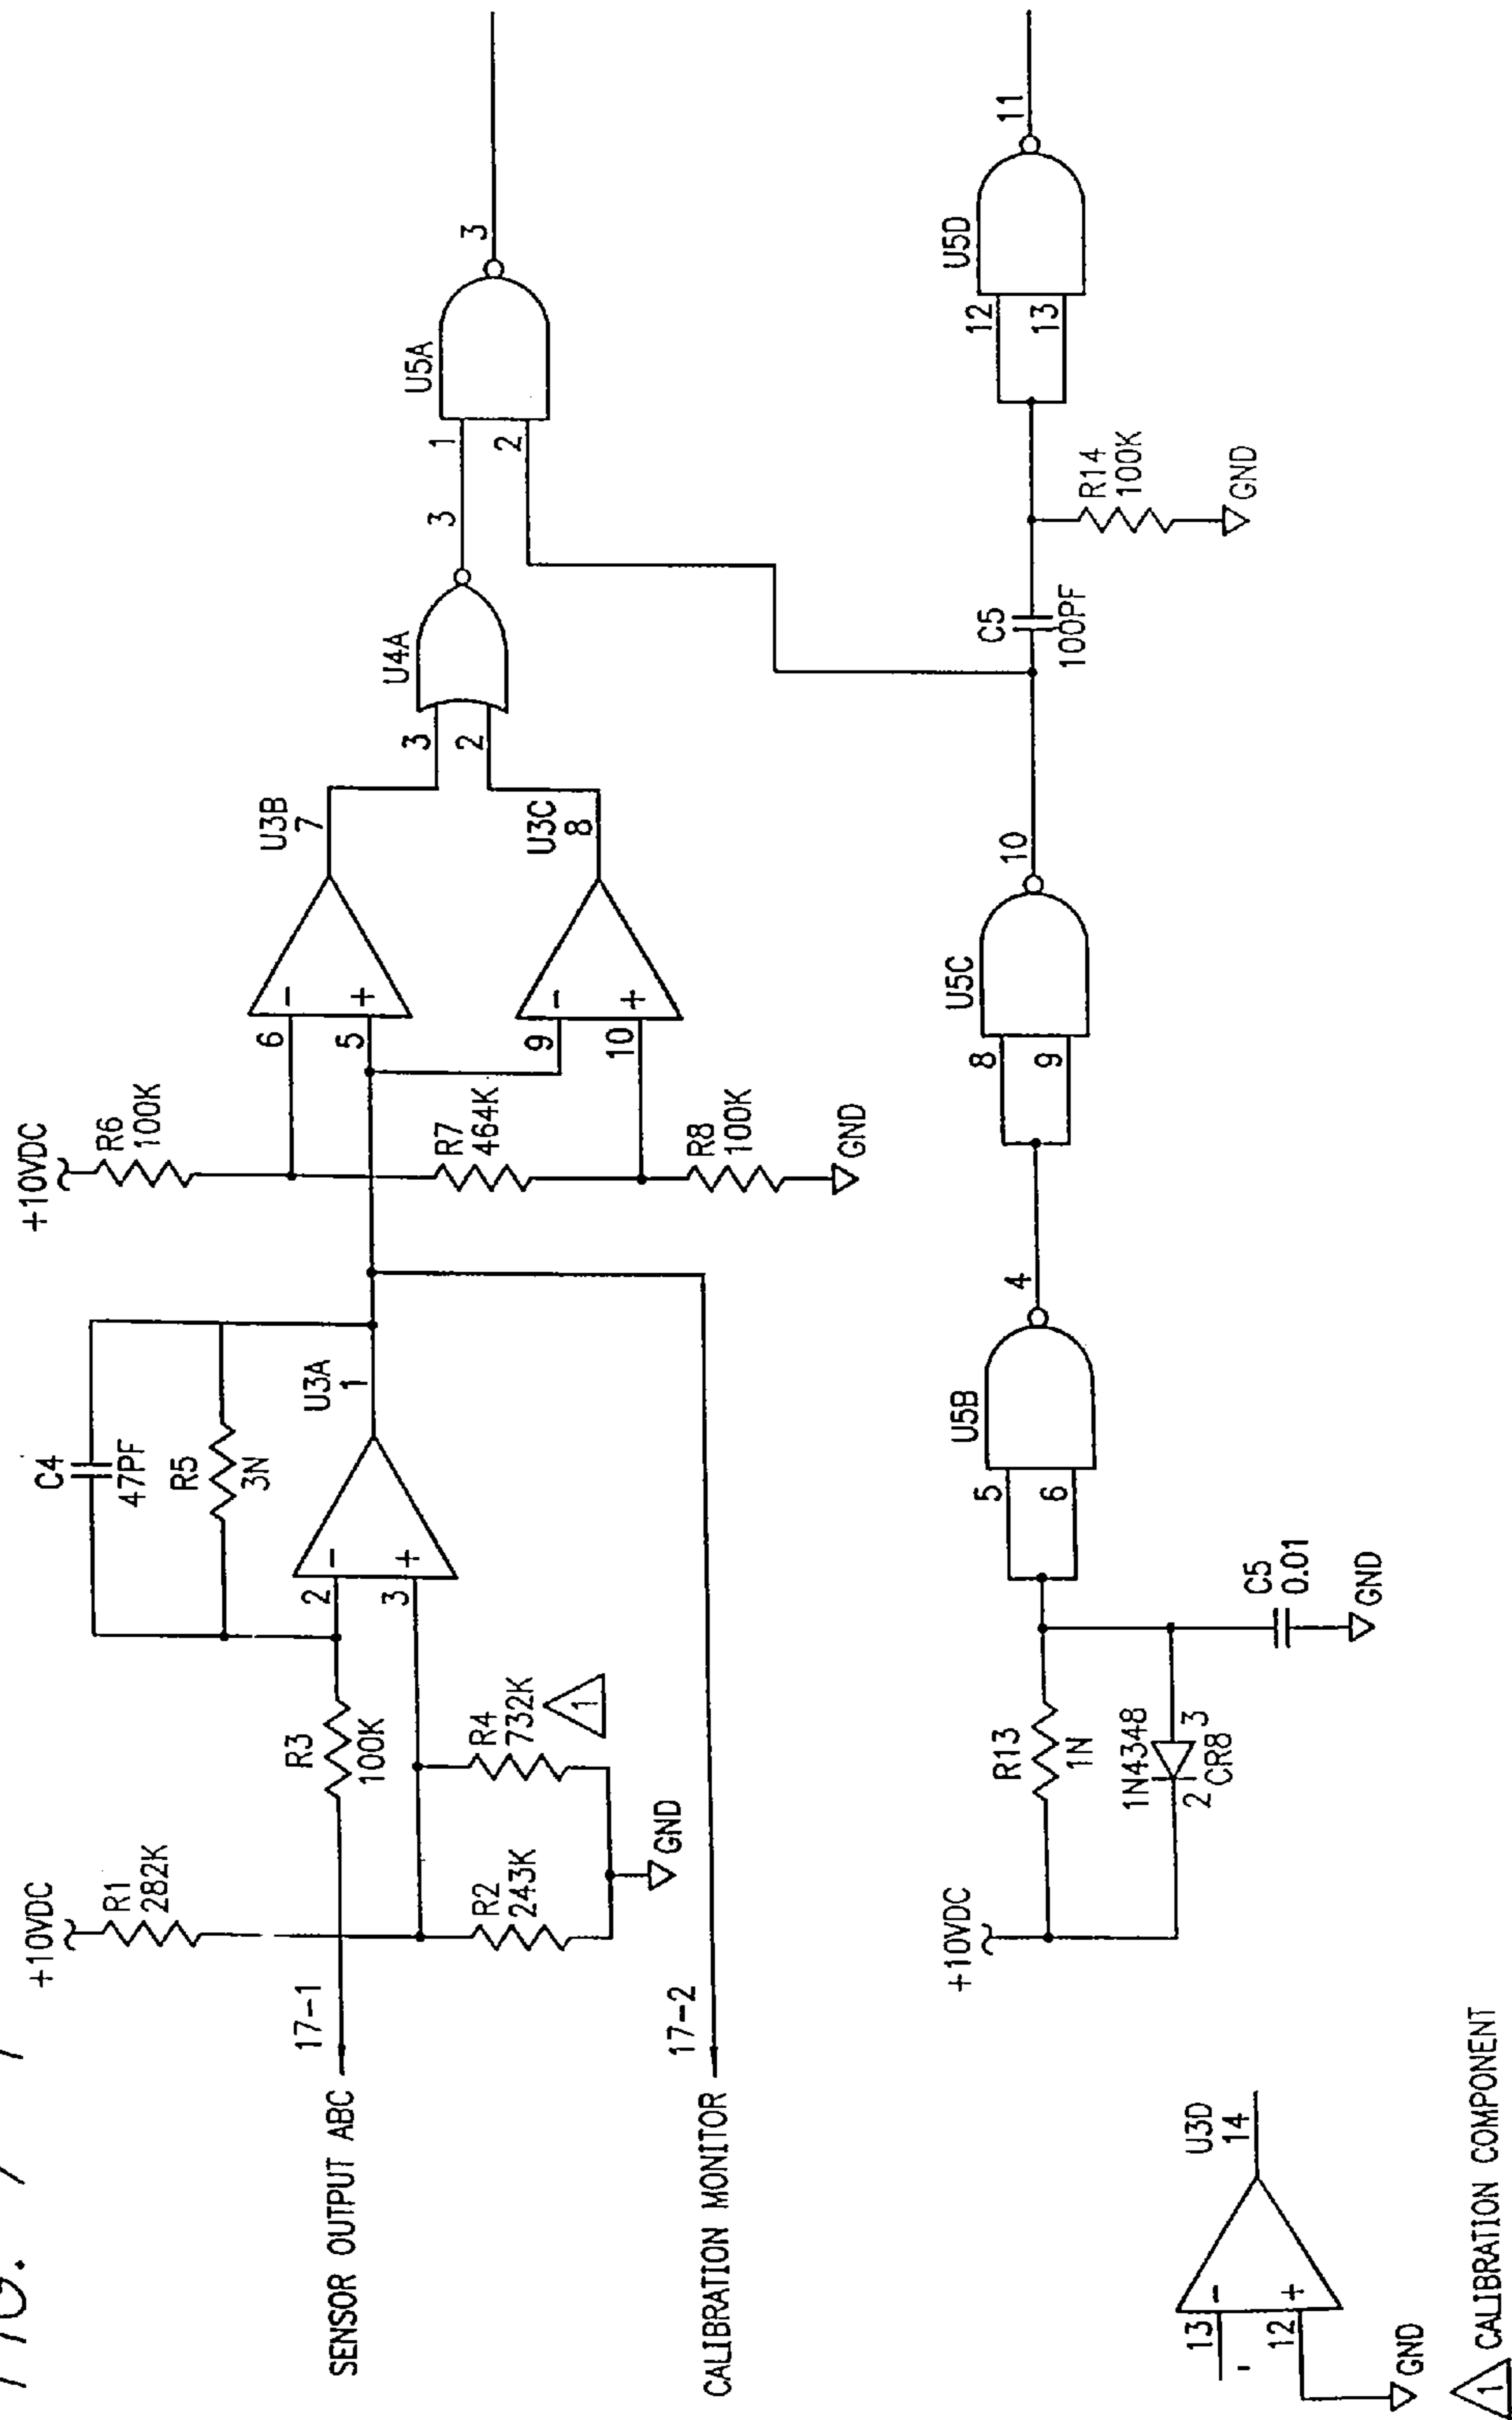 +10VDC
R1
282K
17-1
SENSOR OUTPUT ABC
R3
100K
R2
243K
GND
R4
732K
1
C4
47PF
R5
3N
2
-
3
+
U3A
1
17-2
CALIBRATION MONITOR
+10VDC
R6
100K
R7
464K
R8
100K
GND
6
-
5
+
U3B
7
9
-
10
+
U3C
8
3
2
U4A
3
1
2
U5A
3
+10VDC
R13
1N
1N4348
2
3
CR8
C5
0.01
GND
5
6
U5B
4
8
9
U5C
10
C5
100PF
R14
100K
GND
12
13
U5D
11
13
-
12
+
U3D
14
GND
1
CALIBRATION COMPONENT